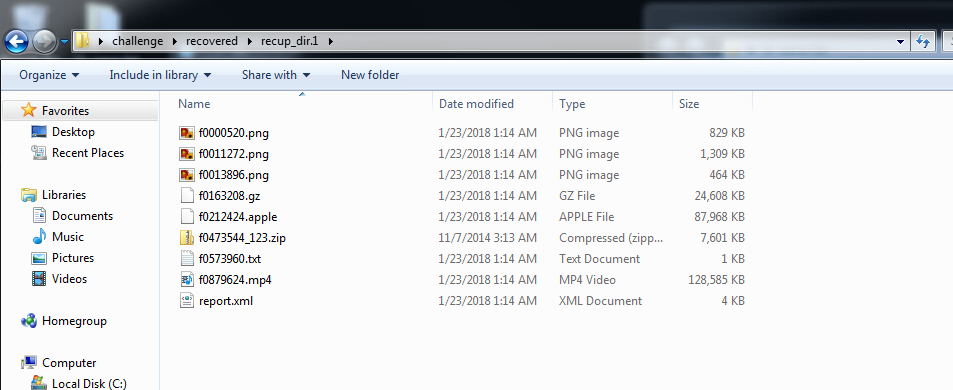 challenge recovered recup_dir.1
Organize Include in library Share with New folder
Favorites
Desktop
Recent Places
Libraries
Documents
Music
Pictures
Videos
Homegroup
Computer
Local Disk (C:)
Name Date modified Type Size
f0000520.png 1/23/2018 1:14 AM PNG image 829 KB
f0011272.png 1/23/2018 1:14 AM PNG image 1,309 KB
f0013896.png 1/23/2018 1:14 AM PNG image 464 KB
f0163208.gz 1/23/2018 1:14 AM GZ File 24,608 KB
f0212424.apple 1/23/2018 1:14 AM APPLE File 87,968 KB
f0473544_123.zip 11/7/2014 3:13 AM Compressed (zipp... 7,601 KB
f0573960.txt 1/23/2018 1:14 AM Text Document 1 KB
f0879624.mp4 1/23/2018 1:14 AM MP4 Video 128,585 KB
report.xml 1/23/2018 1:14 AM XML Document 4 KB